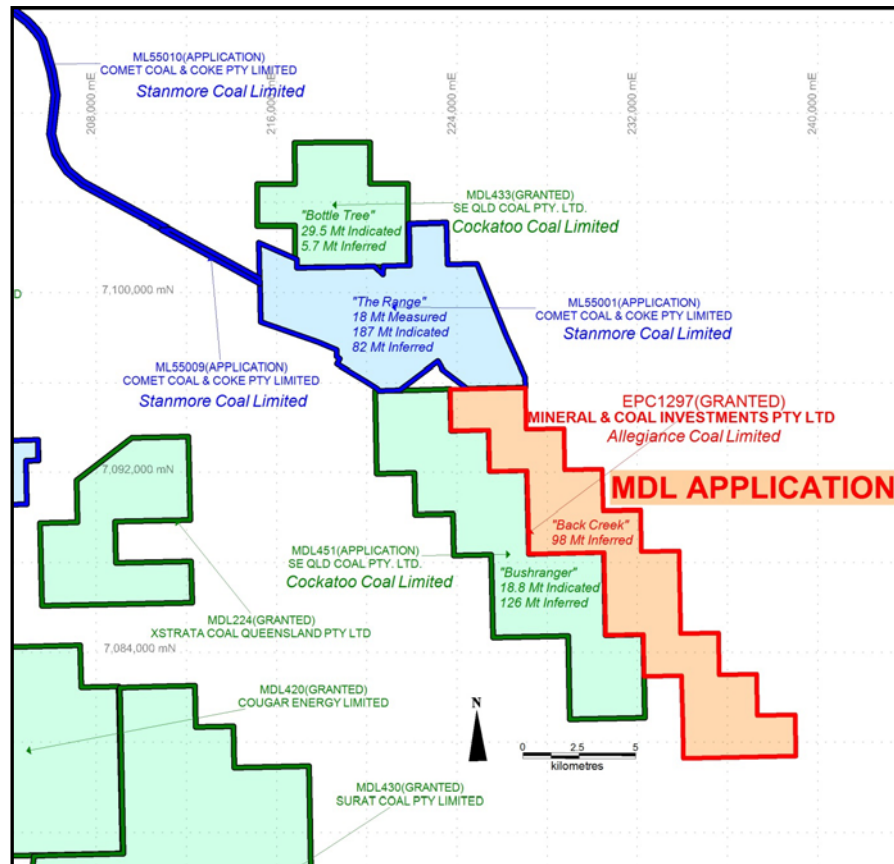 ML55010(APPLICATION)
COMET COAL & COKE PTY LIMITED
Stanmore Coal Limited
208,000 mE
216,000 mE
224,000 mE
232,000 mE
240,000 mE
MDL433(GRANTED)
SE QLD COAL PTY. LTD.
Cockatoo Coal Limited
"Bottle Tree"
29.5 Mt Indicated
5.7 Mt Inferred
D
7,100,000 mN
"The Range"
18 Mt Measured
187 Mt Indicated
82 Mt Inferred
ML55001(APPLICATION)
COMET COAL & COKE PTY LIMITED
Stanmore Coal Limited
ML55009(APPLICATION)
COMET COAL & COKE PTY LIMITED
Stanmore Coal Limited
EPC1297(GRANTED)
MINERAL & COAL INVESTMENTS PTY LTD
Allegiance Coal Limited
7,092,000 mN
MDL APPLICATION
"Back Creek"
98 Mt Inferred
MDL451(APPLICATION)
SE QLD COAL PTY. LTD.
Cockatoo Coal Limited
"Bushranger"
18.8 Mt Indicated
126 Mt Inferred
MDL224(GRANTED)
XSTRATA COAL QUEENSLAND PTY LTD
7,084,000 mN
MDL420(GRANTED)
COUGAR ENERGY LIMITED
N
0 2.5 5
kilometres
MDL430(GRANTED)
SURAT COAL PTY LIMITED